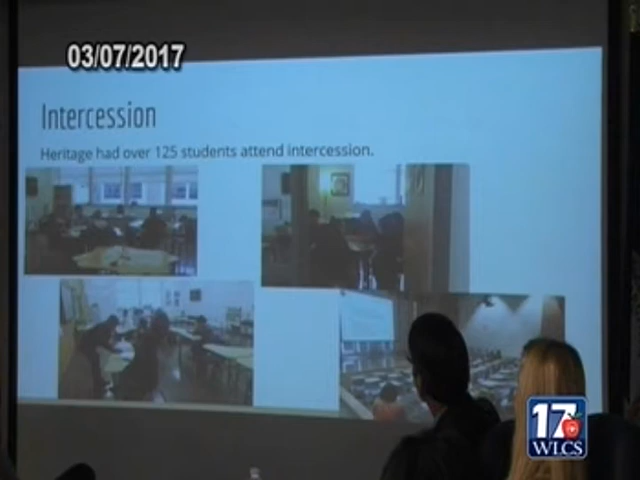 03/07/2017
Intercession
Heritage had over 125 students attend intercession.
17
WLCS